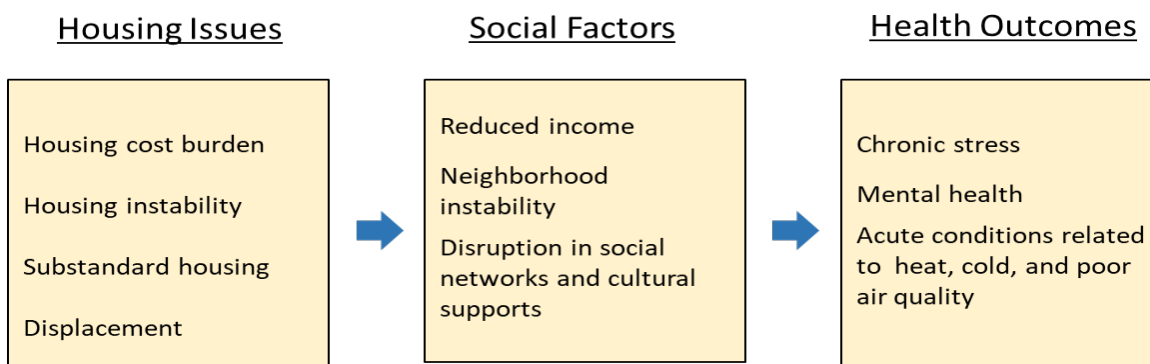 Housing Issues
Social Factors
Health Outcomes
Housing cost burden
Housing instability
Substandard housing
Displacement
Reduced income
Neighborhood
instability
Disruption in social
networks and cultural
supports
Chronic stress
Mental health
Acute conditions related
to heat, cold, and poor
air quality